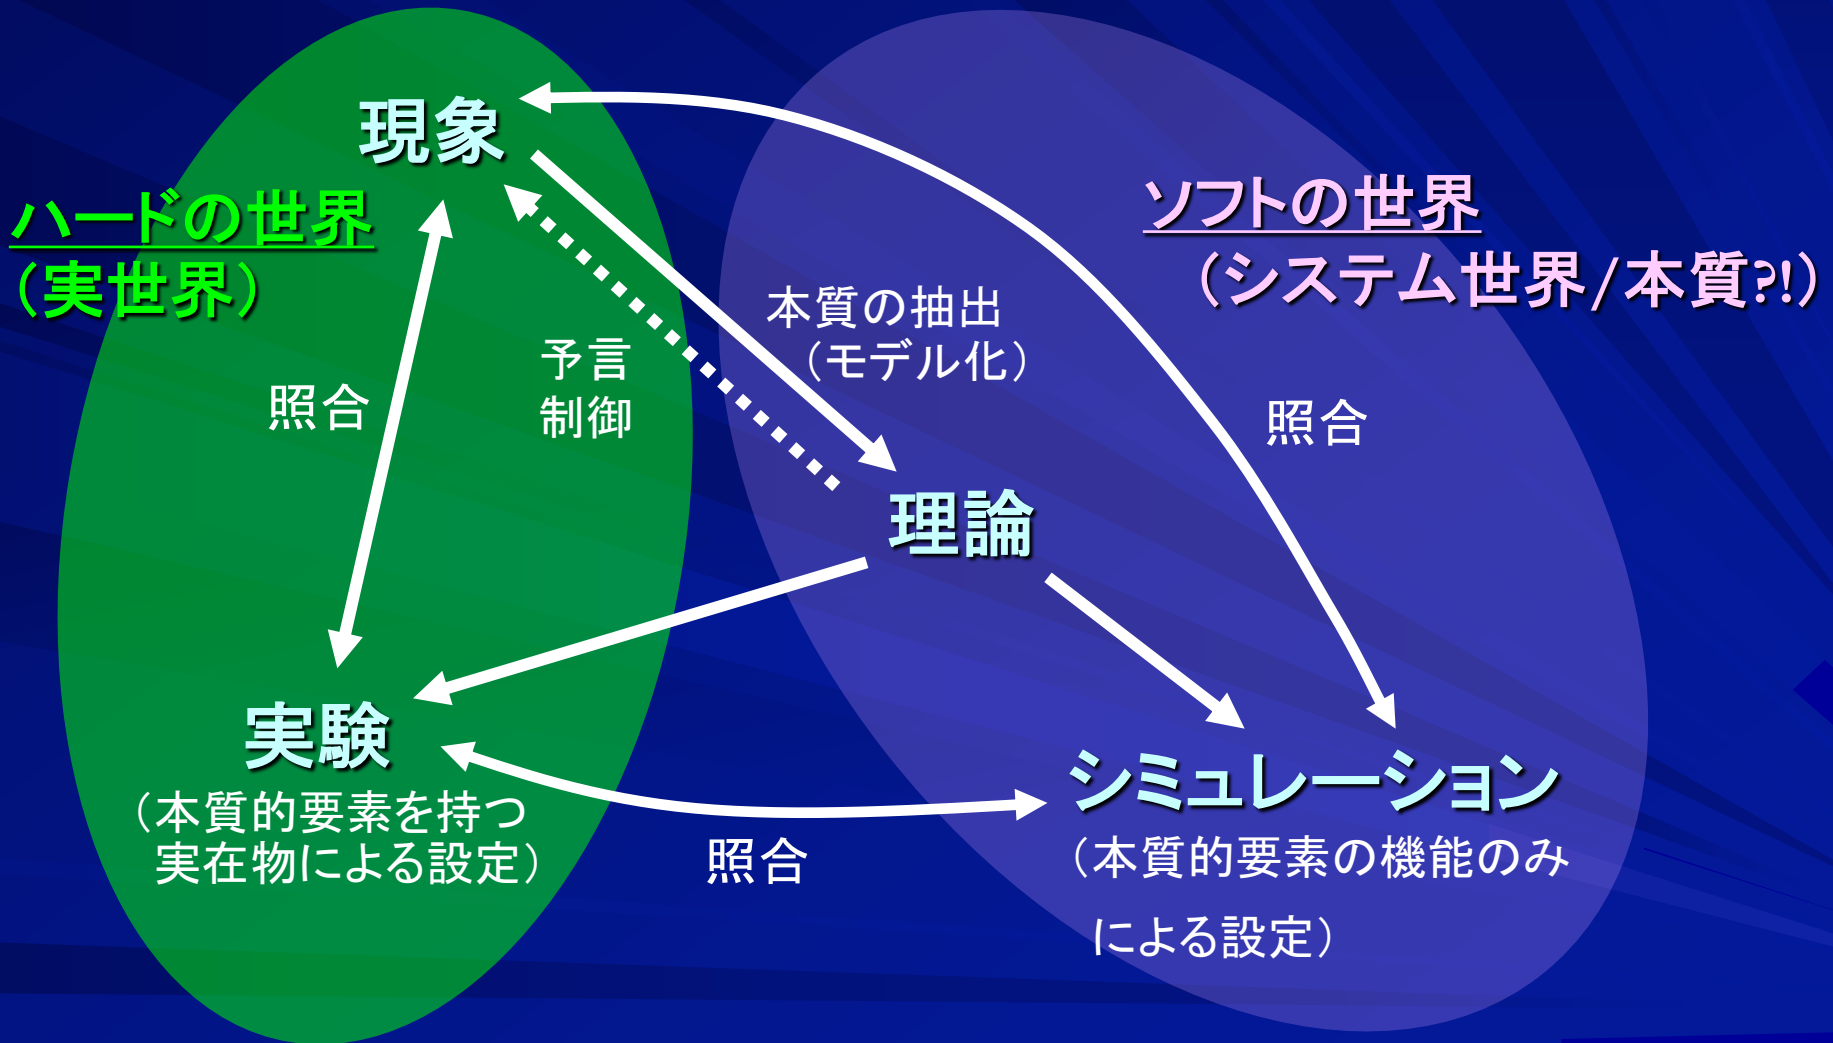 現象
ハードの世界
（実世界）
ソフトの世界
（システム世界/本質?!）
本質の抽出
（モデル化）
予言
制御
照合
照合
理論
実験
（本質的要素を持つ
実在物による設定）
照合
シミュレーション
（本質的要素の機能のみ
による設定）